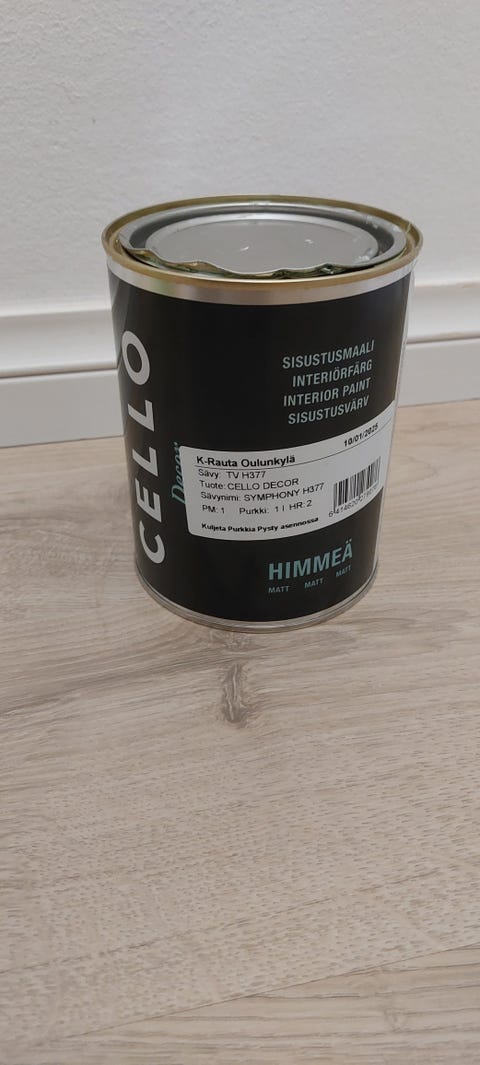 CELLO
Decor
SISUSTUSMAALI
INTERIÖRFÄRG
INTERIOR PAINT
SISUSTUSVÄRV
K-Rauta Oulunkylä 10/01/2025
Sävy: TV H377
Tuote: CELLO DECOR
Sävynimi: SYMPHONY H377
PM: 1 Purkki: 1 l HR: 2
Kuljeta Purkkia Pysty asennossa
HIMMEÄ
MATT MATT MATT